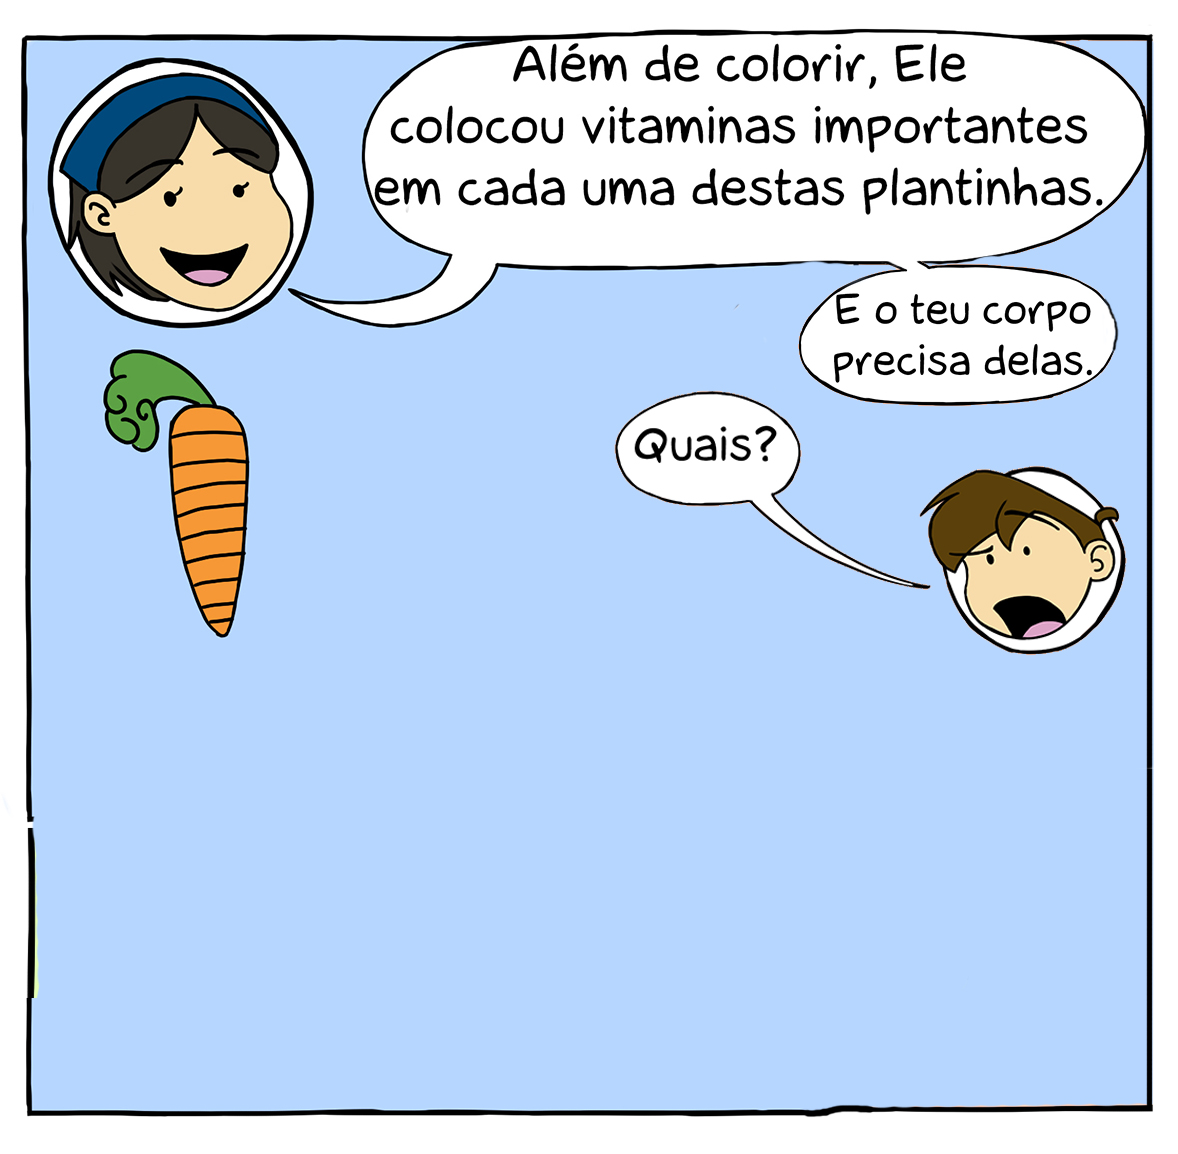 Além de colorir, Ele
colocou vitaminas importantes
em cada uma destas plantinhas.
E o teu corpo
precisa delas.
Quais?